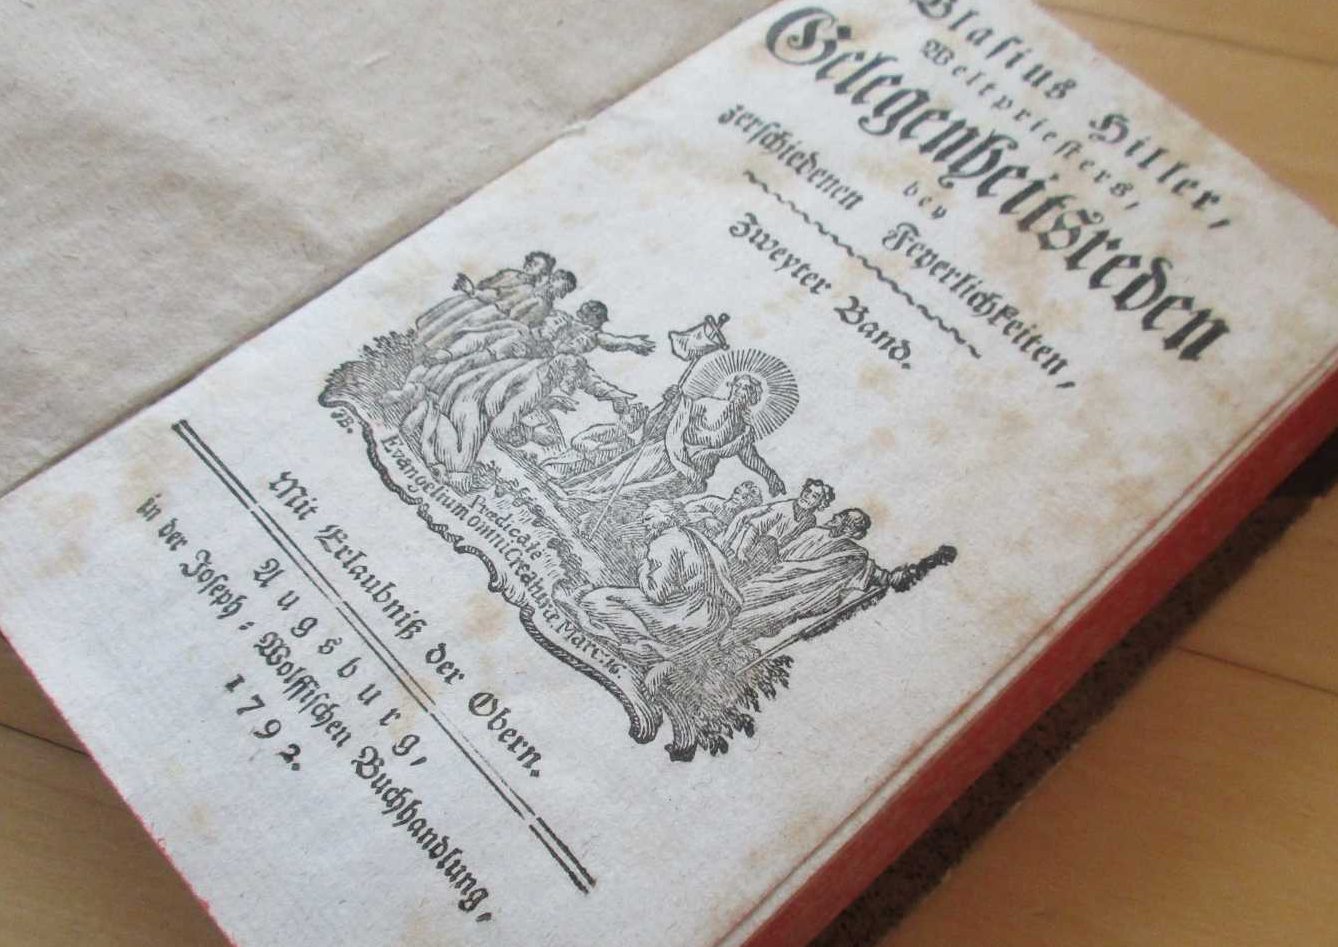 Blasius Hiller,
Weltpriesters,
Gelegenheitsreden
bey
zerschiedenen Feyerlichkeiten,
Zweyter Band.
Æ.
Evangelium Prædicate
omni Creaturæ. Marc. 16.
Mit Erlaubniß der Obern.
Augsburg,
in der Joseph-Wolffischen Buchhandlung,
1792.